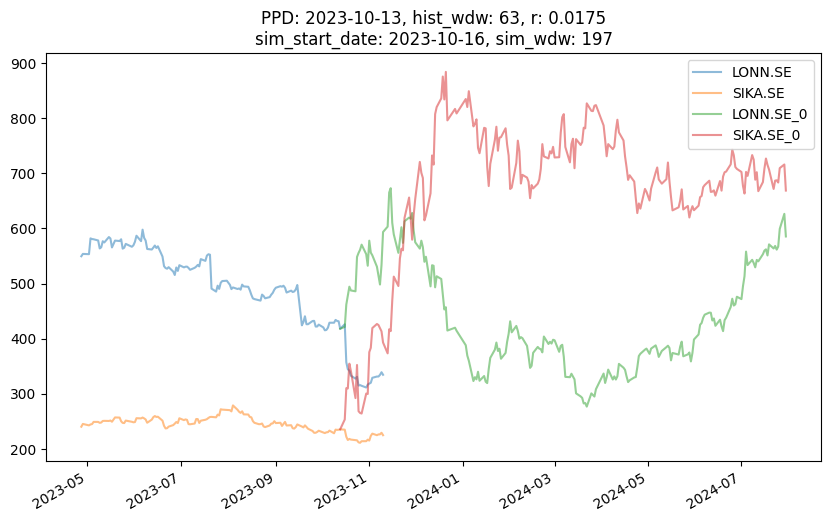 PPD: 2023-10-13, hist_wdw: 63, r: 0.0175
sim_start_date: 2023-10-16, sim_wdw: 197
900
800
700
600
500
400
300
200
LONN.SE
SIKA.SE
LONN.SE_0
SIKA.SE_0
2023-05
2023-07
2023-09
2023-11
2024-01
2024-03
2024-05
2024-07